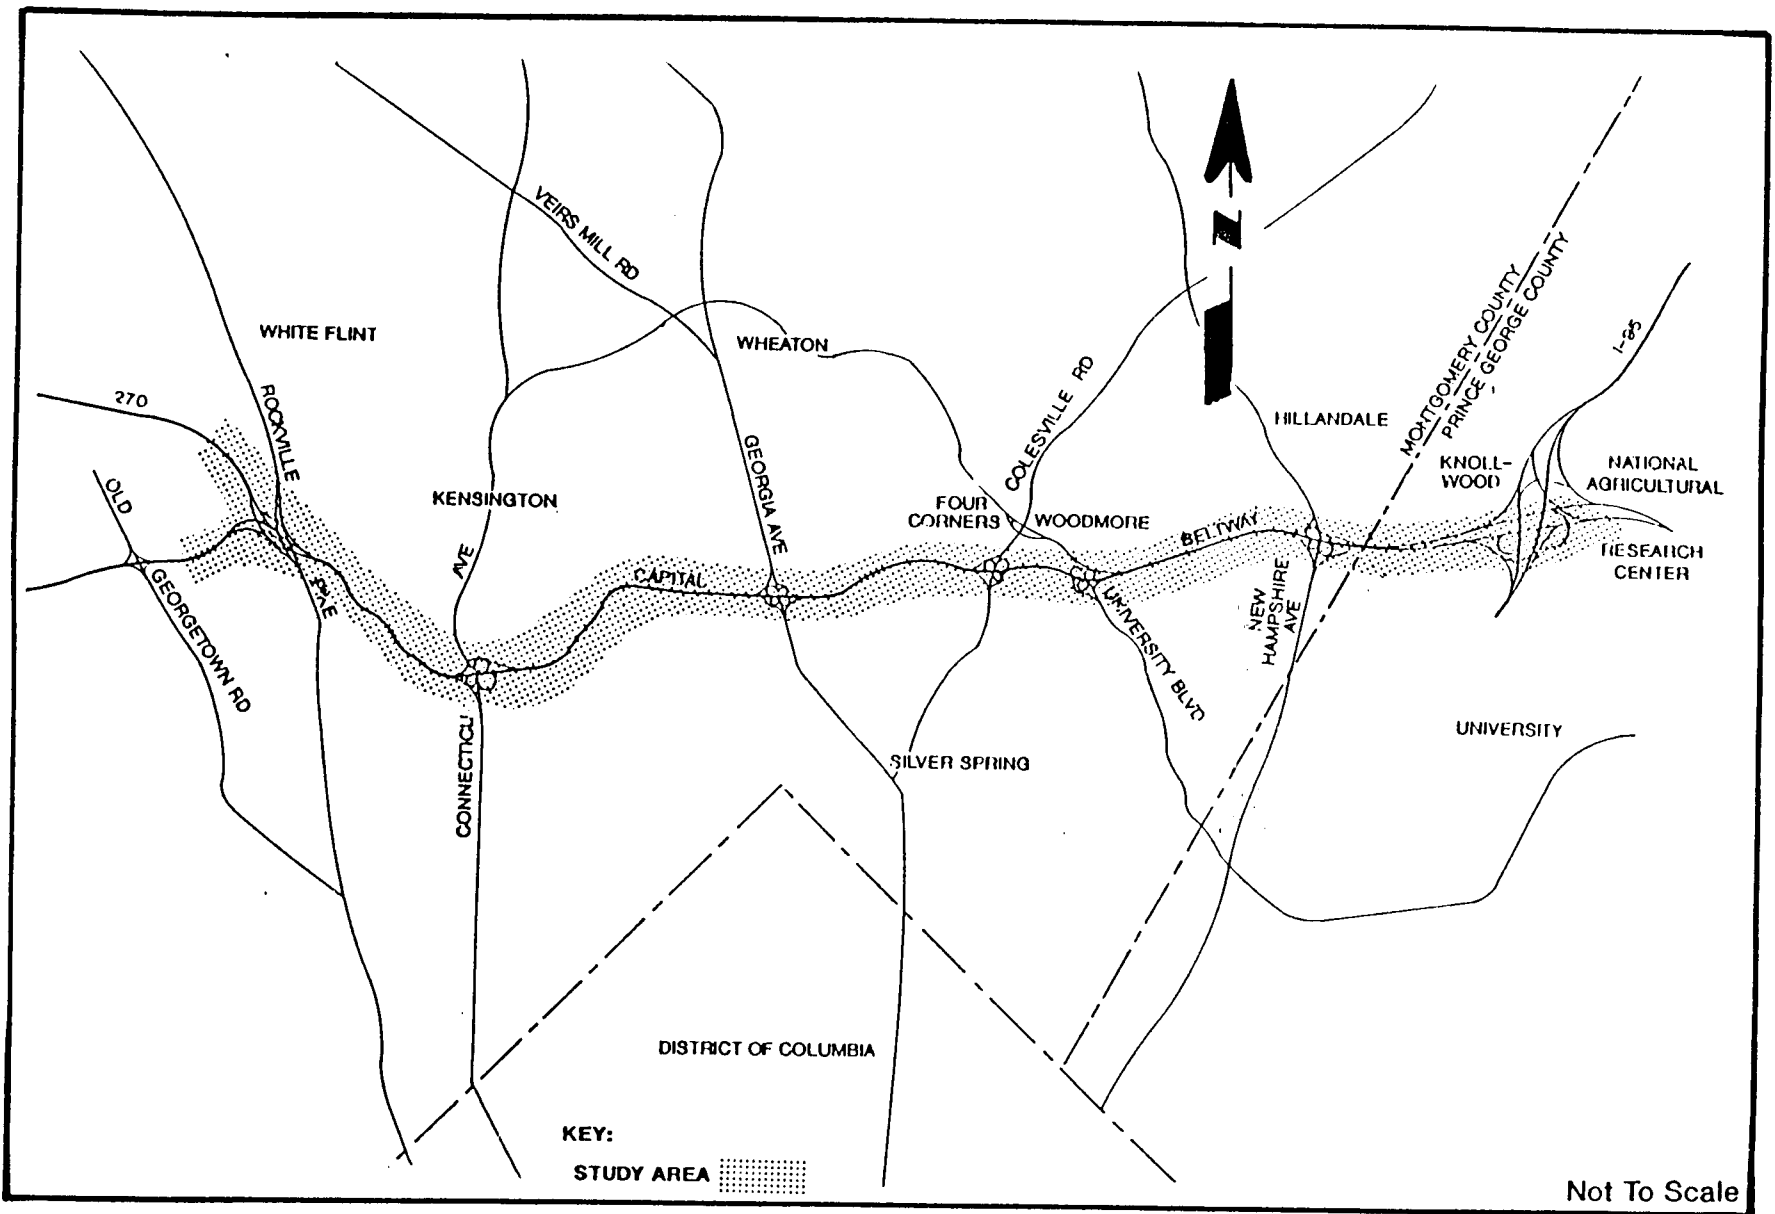 N
VEIRS MILL RD
WHITE FLINT
WHEATON
MONTGOMERY COUNTY
PRINCE GEORGE COUNTY
I-95
270
ROCKVILLE
PIKE
COLESVILLE RD
HILLANDALE
GEORGIA AVE
KNOLL-
WOOD
NATIONAL
AGRICULTURAL
RESEARCH
CENTER
OLD
GEORGETOWN RD
KENSINGTON
FOUR
CORNERS
WOODMORE
CAPITAL
BELTWAY
CONNECTICU
AVE
NEW
HAMPSHIRE
AVE
UNIVERSITY BLVD
UNIVERSITY
SILVER SPRING
DISTRICT OF COLUMBIA
KEY:
STUDY AREA
Not To Scale